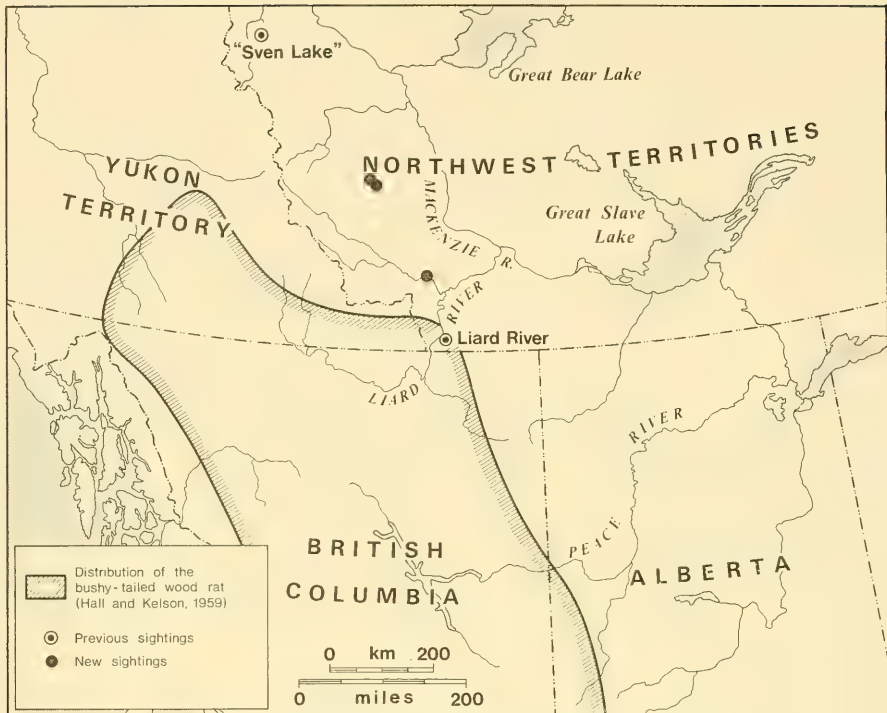 "Sven Lake"
Great Bear Lake
NORTHWEST TERRITORIES
YUKON
TERRITORY
MACKENZIE R.
Great Slave
Lake
RIVER
Liard River
LIARD
RIVER
PEACE
BRITISH
COLUMBIA
ALBERTA
Distribution of the
bushy-tailed wood rat
(Hall and Kelson, 1959)
Previous sightings
New sightings
0 km 200
0 miles 200